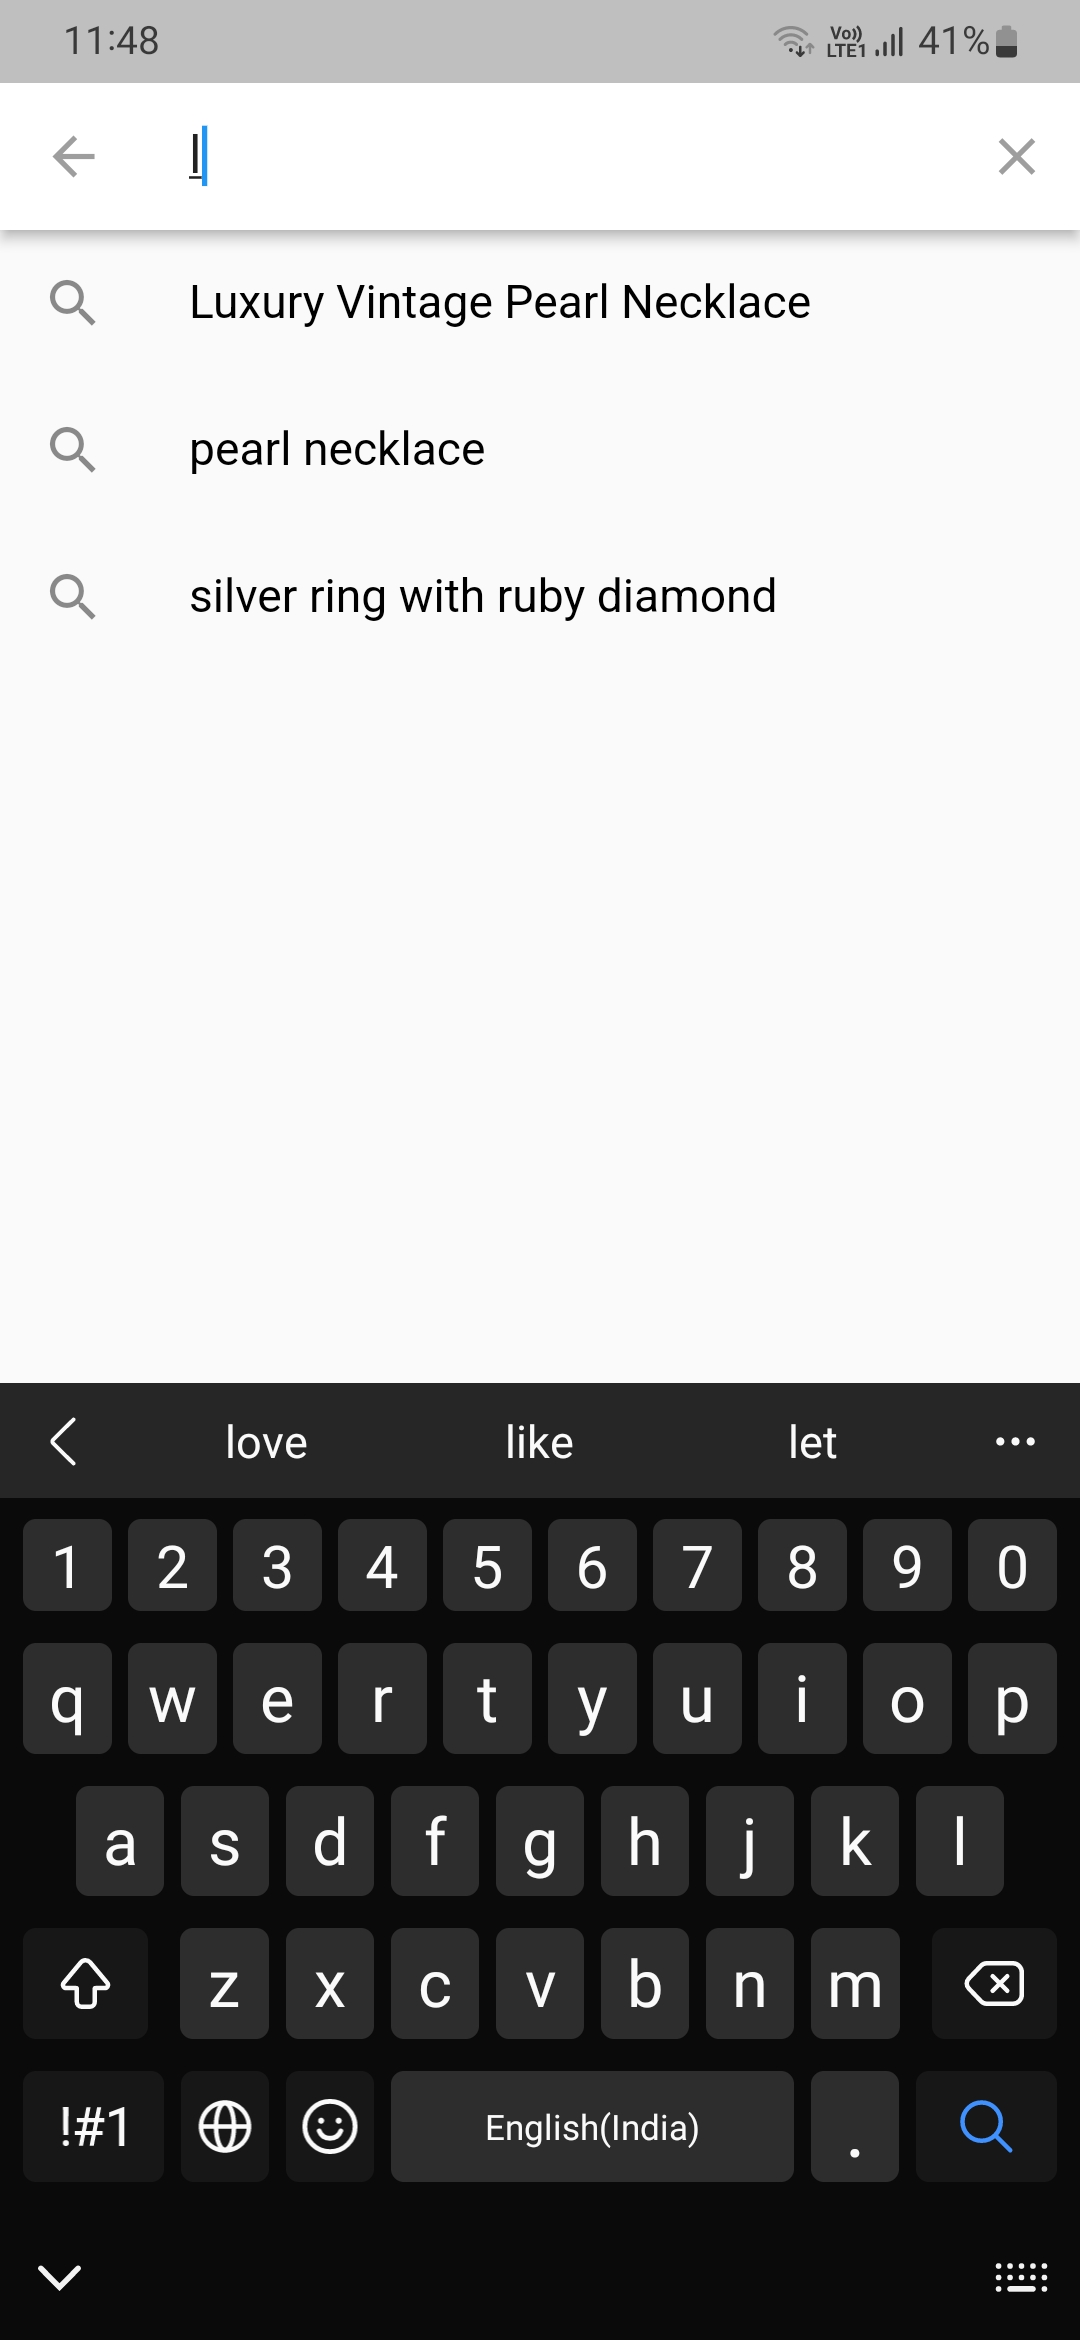 11:48 Vo)) LTE1 41%
l
Luxury Vintage Pearl Necklace
pearl necklace
silver ring with ruby diamond
love like let
1 2 3 4 5 6 7 8 9 0
q w e r t y u i o p
a s d f g h j k l
z x c v b n m
!#1 English(India) .